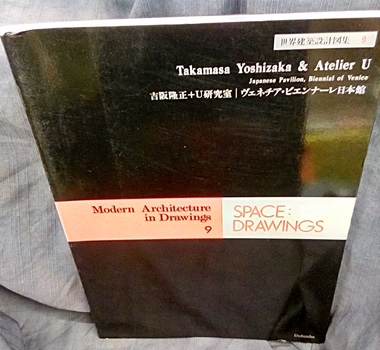 世界建築設計図集 9
Takamasa Yoshizaka & Atelier U
Japanese Pavilion, Biennial of Venice
吉阪隆正+U研究室|ヴェネチア・ビエンナーレ日本館
Modern Architecture
in Drawings
9
SPACE:
DRAWINGS